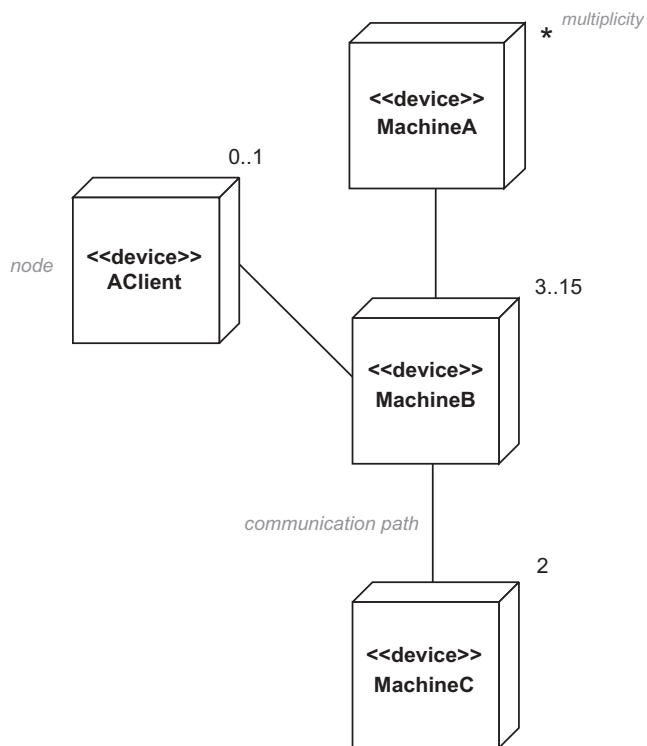 multiplicity
*
<<device>>
MachineA
0..1
<<device>>
AClient
node
3..15
<<device>>
MachineB
communication path
2
<<device>>
MachineC